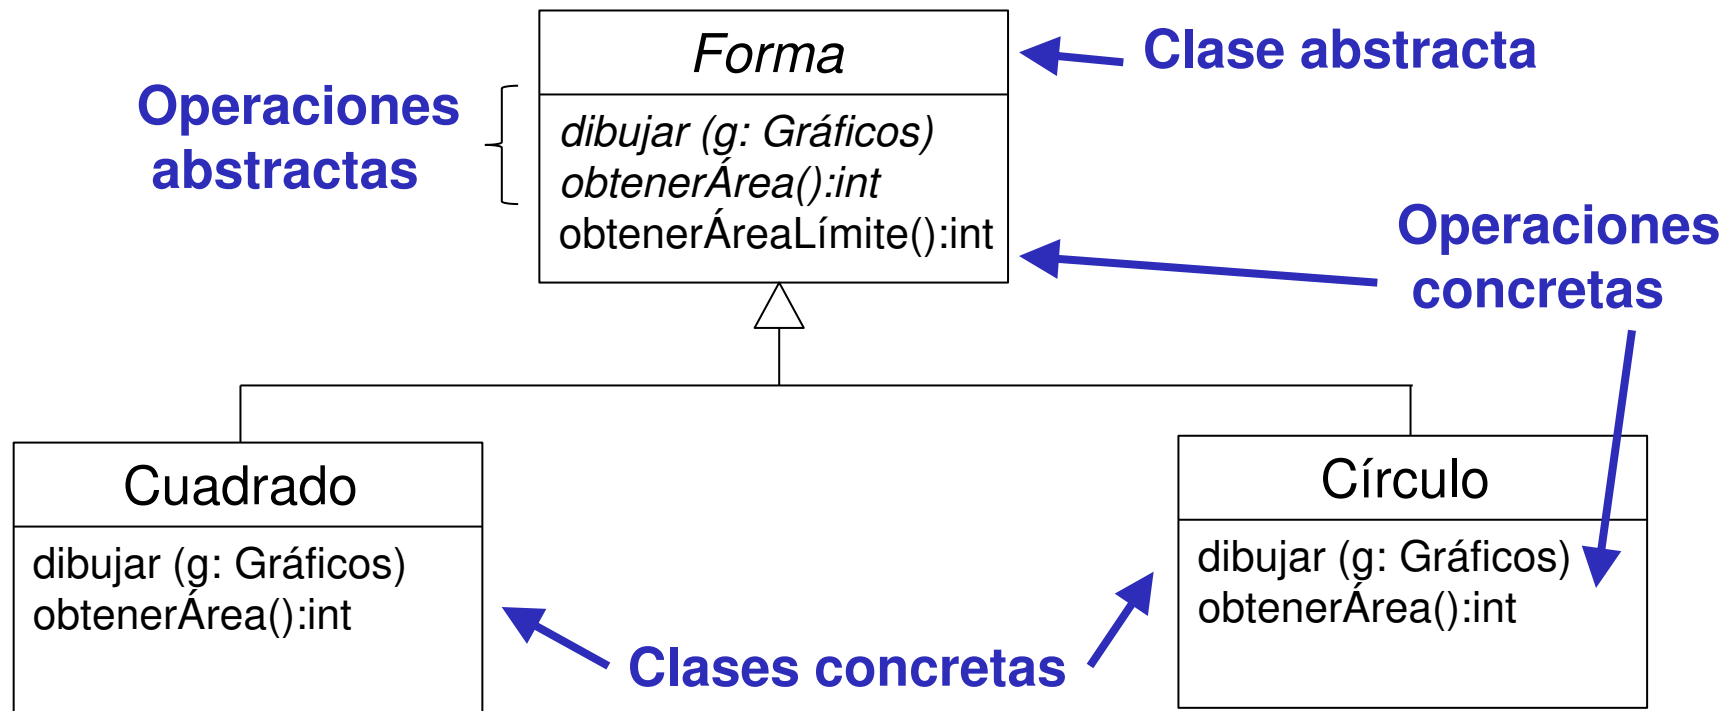 Forma
Clase abstracta
Operaciones
abstractas
dibujar (g: Gráficos)
obtenerÁrea():int
obtenerÁreaLímite():int
Operaciones
concretas
Cuadrado
dibujar (g: Gráficos)
obtenerÁrea():int
Círculo
dibujar (g: Gráficos)
obtenerÁrea():int
Clases concretas